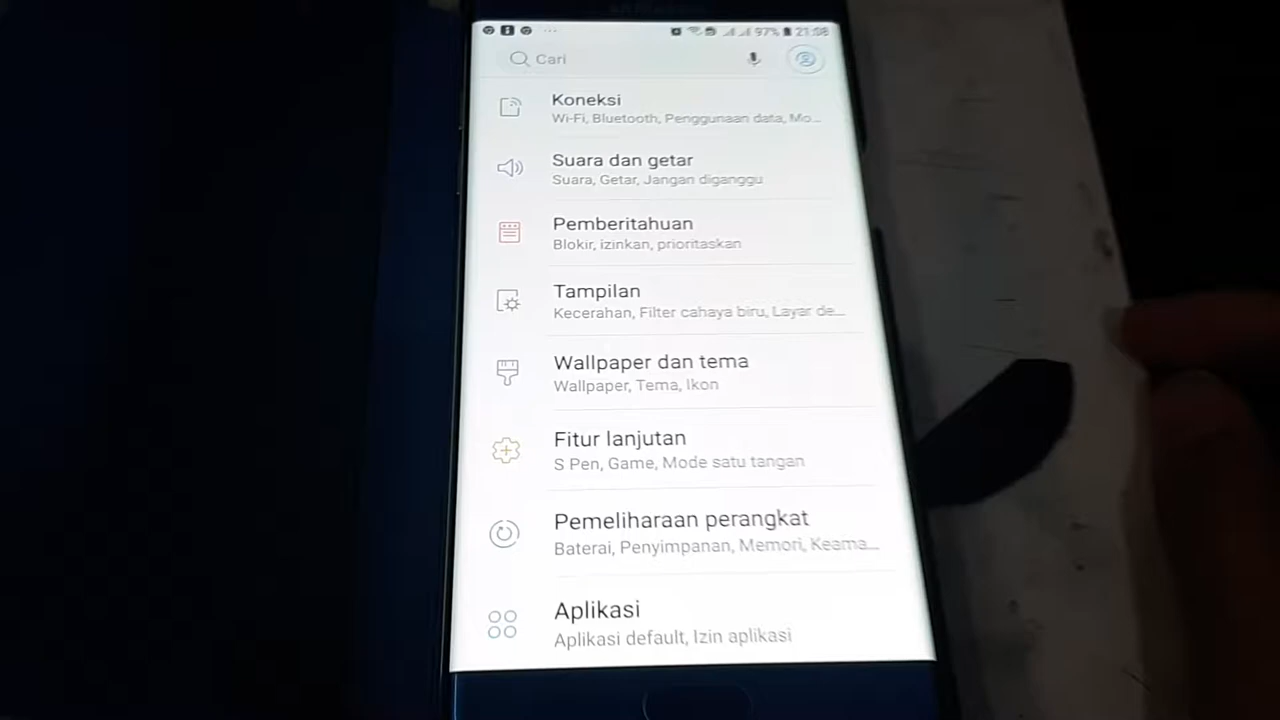 97% 21:08
Cari
Koneksi
Wi-Fi, Bluetooth, Penggunaan data, Mo...
Suara dan getar
Suara, Getar, Jangan diganggu
Pemberitahuan
Blokir, izinkan, prioritaskan
Tampilan
Kecerahan, Filter cahaya biru, Layar de...
Wallpaper dan tema
Wallpaper, Tema, Ikon
Fitur lanjutan
S Pen, Game, Mode satu tangan
Pemeliharaan perangkat
Baterai, Penyimpanan, Memori, Keama...
Aplikasi
Aplikasi default, Izin aplikasi